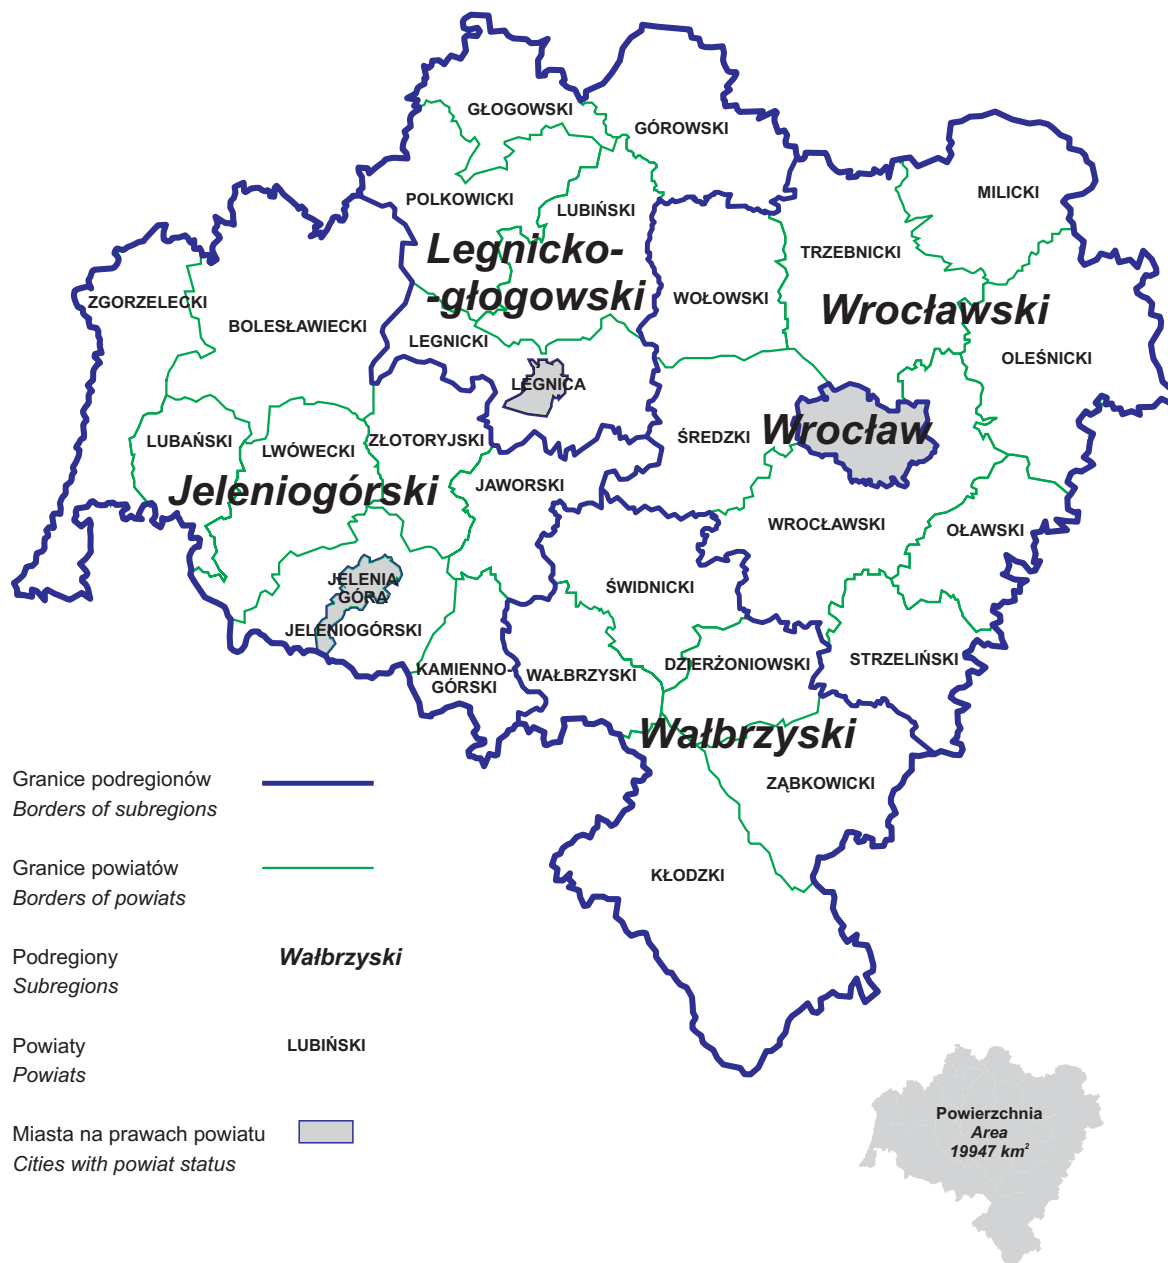 GŁOGOWSKI
GÓROWSKI
MILICKI
POLKOWICKI
LUBIŃSKI
TRZEBNICKI
Legnicko-
-głogowski
ZGORZELECKI
WOŁOWSKI
Wrocławski
BOLESŁAWIECKI
LEGNICKI
OLEŚNICKI
LEGNICA
LUBAŃSKI
LWÓWECKI
ZŁOTORYJSKI
ŚREDZKI
Wrocław
Jeleniogórski
JAWORSKI
WROCŁAWSKI
OŁAWSKI
JELENIA
GÓRA
ŚWIDNICKI
JELENIOGÓRSKI
KAMIENNO-
GÓRSKI
WAŁBRZYSKI
DZIERŻONIOWSKI
STRZELIŃSKI
Wałbrzyski
ZĄBKOWICKI
KŁODZKI
Granice podregionów
Borders of subregions
Granice powiatów
Borders of powiats
Podregiony
Subregions
Wałbrzyski
Powiaty
Powiats
LUBIŃSKI
Miasta na prawach powiatu
Cities with powiat status
Powierzchnia
Area
19947 km²